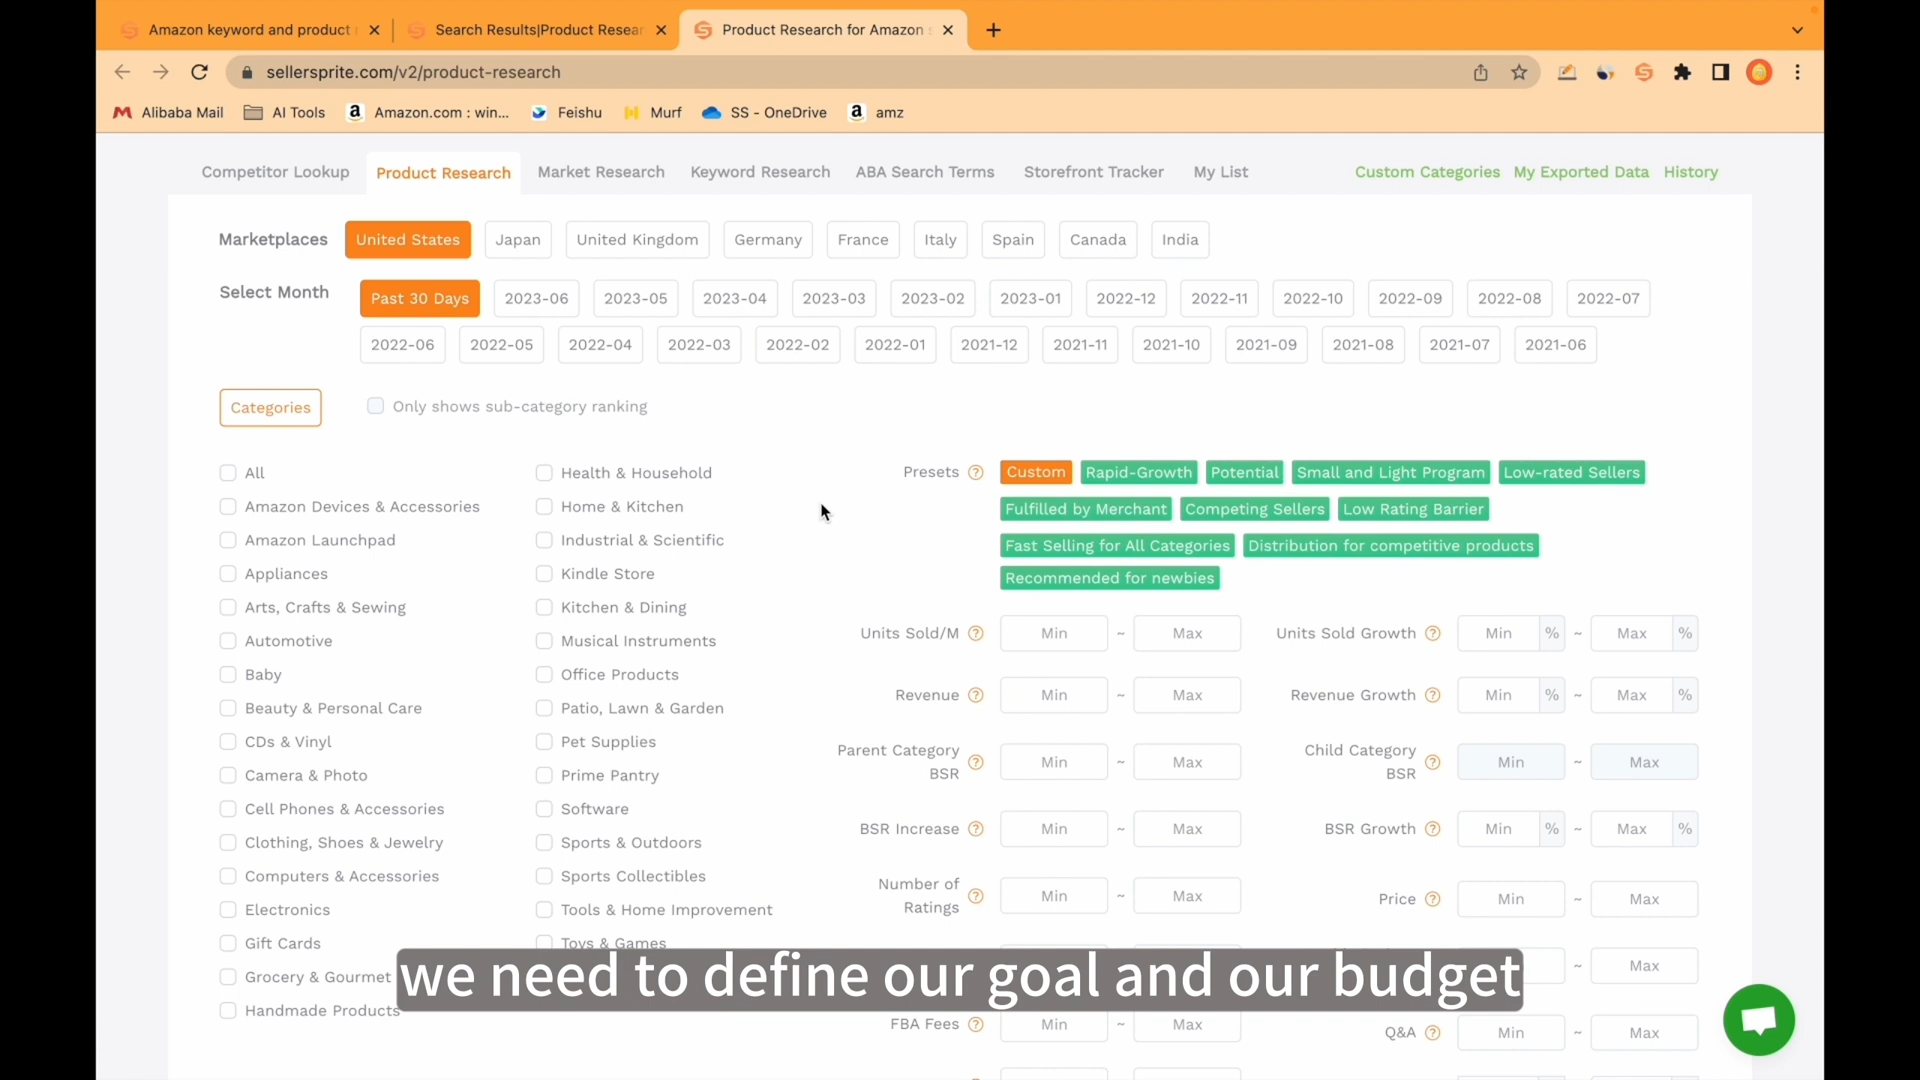 Amazon keyword and product
Search Results|Product Resear
Product Research for Amazon
sellersprite.com/v2/product-research
Alibaba Mail
AI Tools
Amazon.com : win...
Feishu
Murf
SS - OneDrive
amz
Competitor Lookup
Product Research
Market Research
Keyword Research
ABA Search Terms
Storefront Tracker
My List
Custom Categories
My Exported Data
History
Marketplaces
United States
Japan
United Kingdom
Germany
France
Italy
Spain
Canada
India
Select Month
Past 30 Days
2023-06
2023-05
2023-04
2023-03
2023-02
2023-01
2022-12
2022-11
2022-10
2022-09
2022-08
2022-07
2022-06
2022-05
2022-04
2022-03
2022-02
2022-01
2021-12
2021-11
2021-10
2021-09
2021-08
2021-07
2021-06
Categories
Only shows sub-category ranking
All
Amazon Devices & Accessories
Amazon Launchpad
Appliances
Arts, Crafts & Sewing
Automotive
Baby
Beauty & Personal Care
CDs & Vinyl
Camera & Photo
Cell Phones & Accessories
Clothing, Shoes & Jewelry
Computers & Accessories
Electronics
Gift Cards
Grocery & Gourmet
Handmade Products
Health & Household
Home & Kitchen
Industrial & Scientific
Kindle Store
Kitchen & Dining
Musical Instruments
Office Products
Patio, Lawn & Garden
Pet Supplies
Prime Pantry
Software
Sports & Outdoors
Sports Collectibles
Tools & Home Improvement
Toys & Games
Presets ?
Custom
Rapid-Growth
Potential
Small and Light Program
Low-rated Sellers
Fulfilled by Merchant
Competing Sellers
Low Rating Barrier
Fast Selling for All Categories
Distribution for competitive products
Recommended for newbies
Units Sold/M ? Min ~ Max
Units Sold Growth ? Min % ~ Max %
Revenue ? Min ~ Max
Revenue Growth ? Min % ~ Max %
Parent Category
BSR ? Min ~ Max
Child Category
BSR ? Min ~ Max
BSR Increase ? Min ~ Max
BSR Growth ? Min % ~ Max %
Number of
Ratings ? Min ~ Max
Price ? Min ~ Max
~ Max
we need to define our goal and our budget
FBA Fees ? Min ~ Max
Q&A ? Min ~ Max